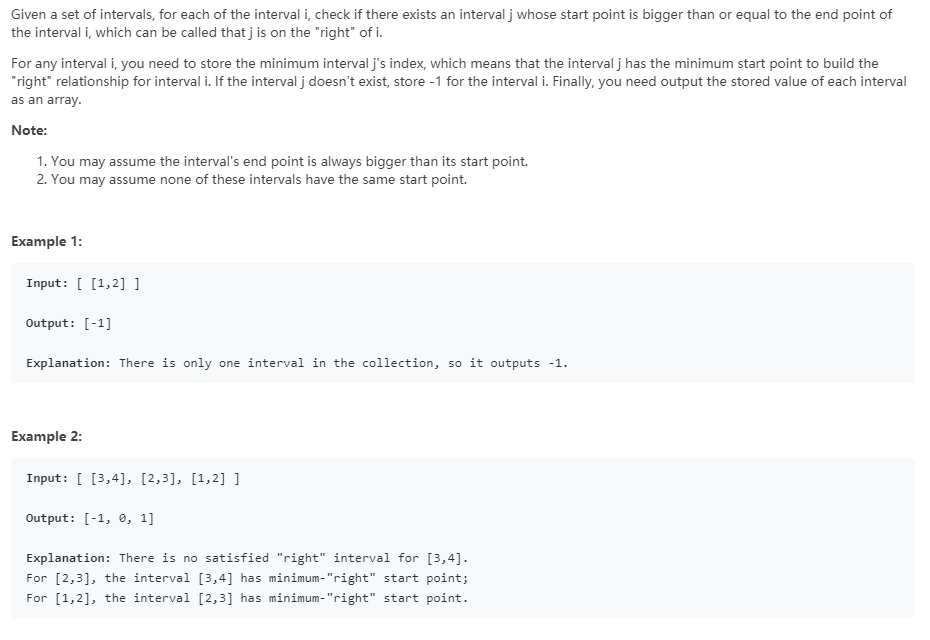 Given a set of intervals, for each of the interval i, check if there exists an interval j whose start point is bigger than or equal to the end point of
the interval i, which can be called that j is on the "right" of i.
For any interval i, you need to store the minimum interval j's index, which means that the interval j has the minimum start point to build the
"right" relationship for interval i. If the interval j doesn't exist, store -1 for the interval i. Finally, you need output the stored value of each interval
as an array.
Note:
1. You may assume the interval's end point is always bigger than its start point.
2. You may assume none of these intervals have the same start point.
Example 1:
Input: [ [1,2] ]
Output: [-1]
Explanation: There is only one interval in the collection, so it outputs -1.
Example 2:
Input: [ [3,4], [2,3], [1,2] ]
Output: [-1, 0, 1]
Explanation: There is no satisfied "right" interval for [3,4].
For [2,3], the interval [3,4] has minimum-"right" start point;
For [1,2], the interval [2,3] has minimum-"right" start point.